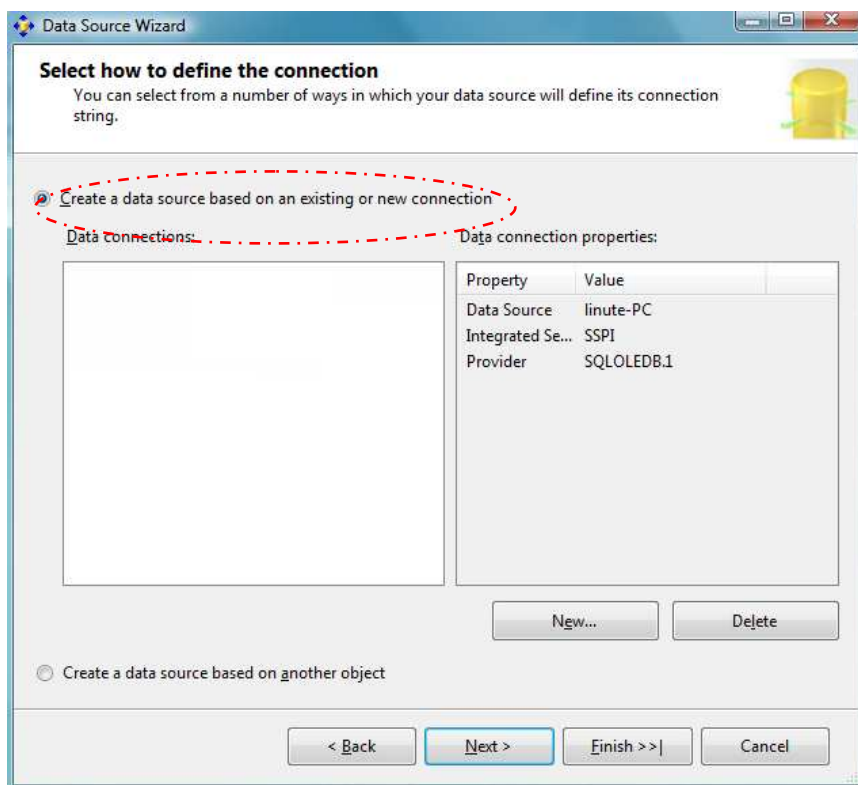 Data Source Wizard
Select how to define the connection
You can select from a number of ways in which your data source will define its connection
string.
Create a data source based on an existing or new connection
Data connections:
Data connection properties:
Property Value
Data Source linute-PC
Integrated Se... SSPI
Provider SQLOLEDB.1
New... Delete
Create a data source based on another object
< Back Next > Finish >>| Cancel